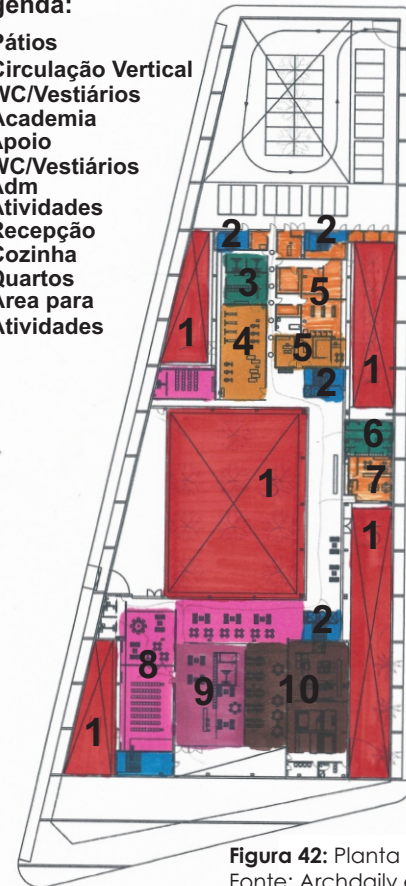 genda:
Pátios
Circulação Vertical
WC/Vestiários
Academia
Apoio
WC/Vestiários
Adm
Atividades
Recepção
Cozinha
Quartos
Área para
Atividades
2
2
3
5
1
4
5
1
2
6
1
7
1
2
8
9
10
1
Figura 42: Planta
Fonte: Archdaily